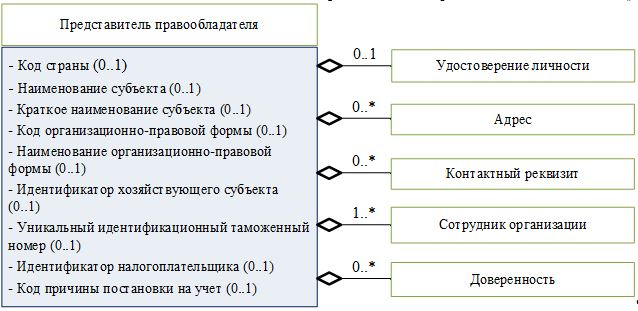 Представитель правообладателя
- Код страны (0..1)
- Наименование субъекта (0..1)
- Краткое наименование субъекта (0..1)
- Код организационно-правовой формы (0..1)
- Наименование организационно-правовой
формы (0..1)
- Идентификатор хозяйствующего субъекта
(0..1)
- Уникальный идентификационный таможенный
номер (0..1)
- Идентификатор налогоплательщика (0..1)
- Код причины постановки на учет (0..1)
0..1
Удостоверение личности
0..*
Адрес
0..*
Контактный реквизит
1..*
Сотрудник организации
0..*
Доверенность